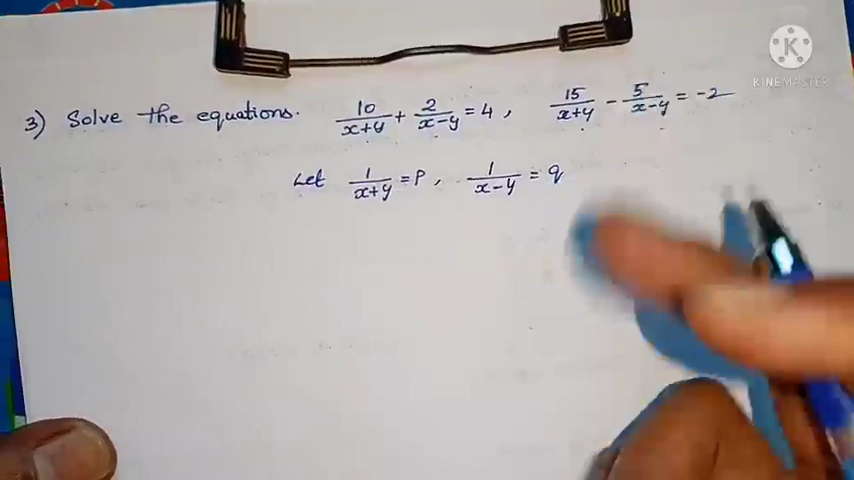 3) Solve the equations. 10/x+y + 2/x-y = 4, 15/x+y - 5/x-y = -2
Let 1/x+y = p, 1/x-y = q
K
KINEMASTER